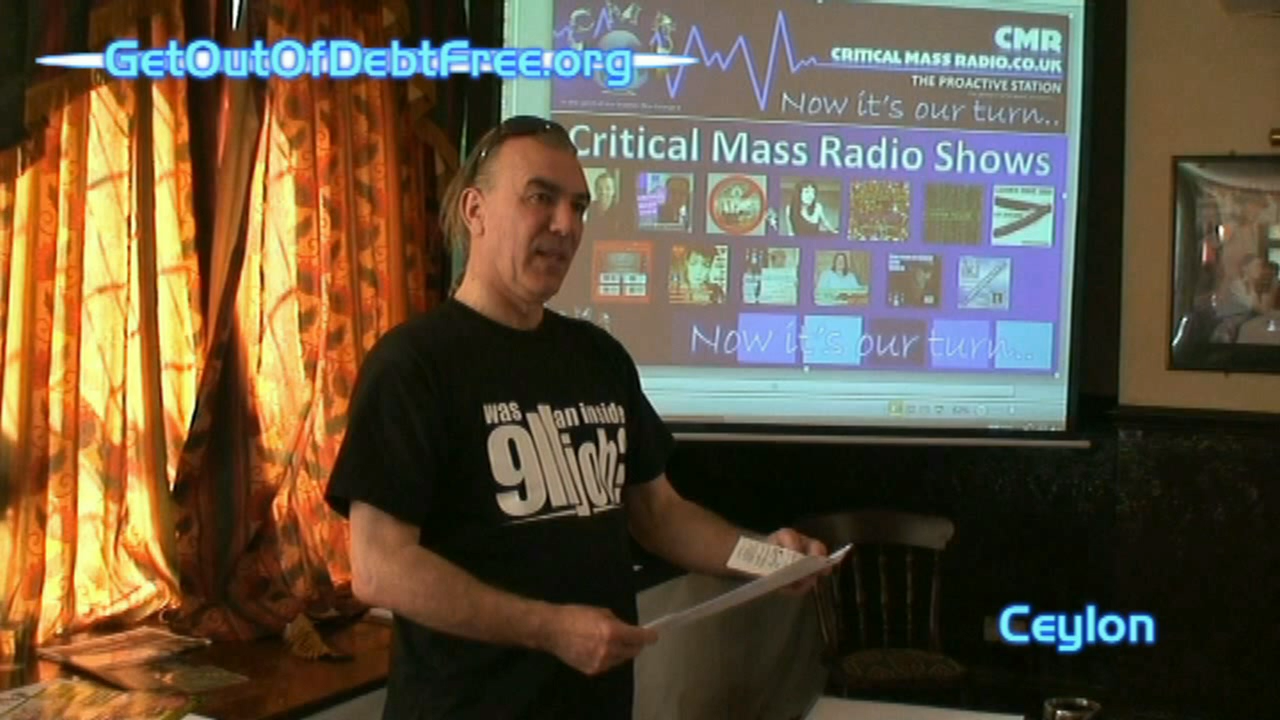 GetOutOfDebtFree.org
CMR
CRITICAL MASS RADIO.CO.UK
THE PROACTIVE STATION
Now it's our turn..
Critical Mass Radio Shows
Now it's our turn..
was an inside
911 job?
Ceylon